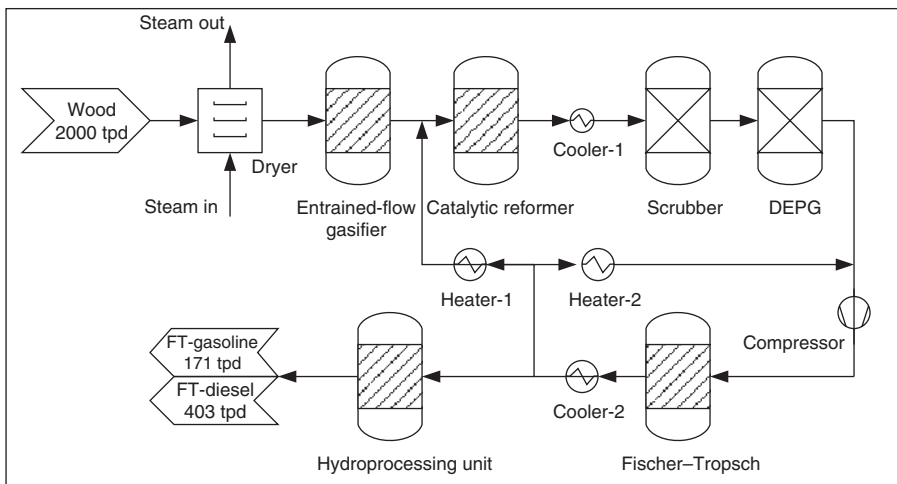 Steam out
Wood
2000 tpd
Dryer
Steam in
Entrained-flow
gasifier
Catalytic reformer
Cooler-1
Scrubber
DEPG
Heater-1
Heater-2
Compressor
FT-gasoline
171 tpd
FT-diesel
403 tpd
Hydroprocessing unit
Cooler-2
Fischer–Tropsch